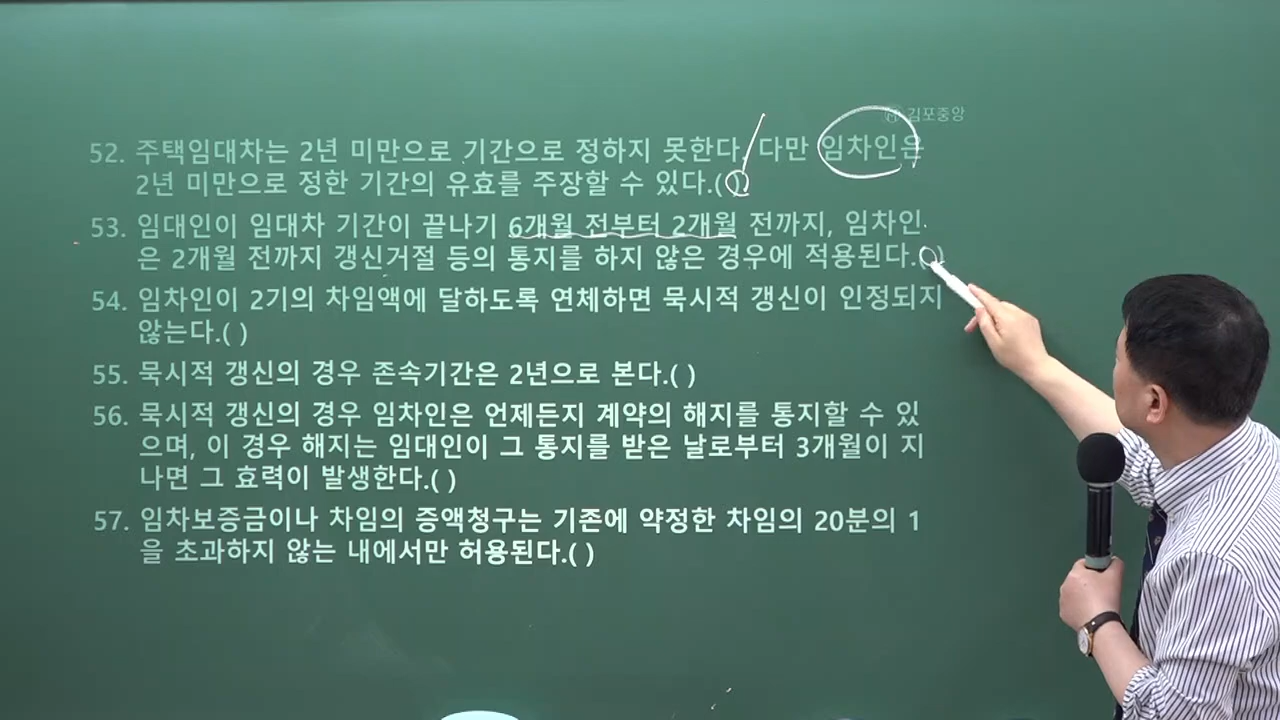 김포중앙
52. 주택임대차는 2년 미만으로 기간으로 정하지 못한다. 다만 임차인은
2년 미만으로 정한 기간의 유효를 주장할 수 있다.( )
53. 임대인이 임대차 기간이 끝나기 6개월 전부터 2개월 전까지, 임차인
은 2개월 전까지 갱신거절 등의 통지를 하지 않은 경우에 적용된다.( )
54. 임차인이 2기의 차임액에 달하도록 연체하면 묵시적 갱신이 인정되지
않는다.( )
55. 묵시적 갱신의 경우 존속기간은 2년으로 본다.( )
56. 묵시적 갱신의 경우 임차인은 언제든지 계약의 해지를 통지할 수 있
으며, 이 경우 해지는 임대인이 그 통지를 받은 날로부터 3개월이 지
나면 그 효력이 발생한다.( )
57. 임차보증금이나 차임의 증액청구는 기존에 약정한 차임의 20분의 1
을 초과하지 않는 내에서만 허용된다.( )